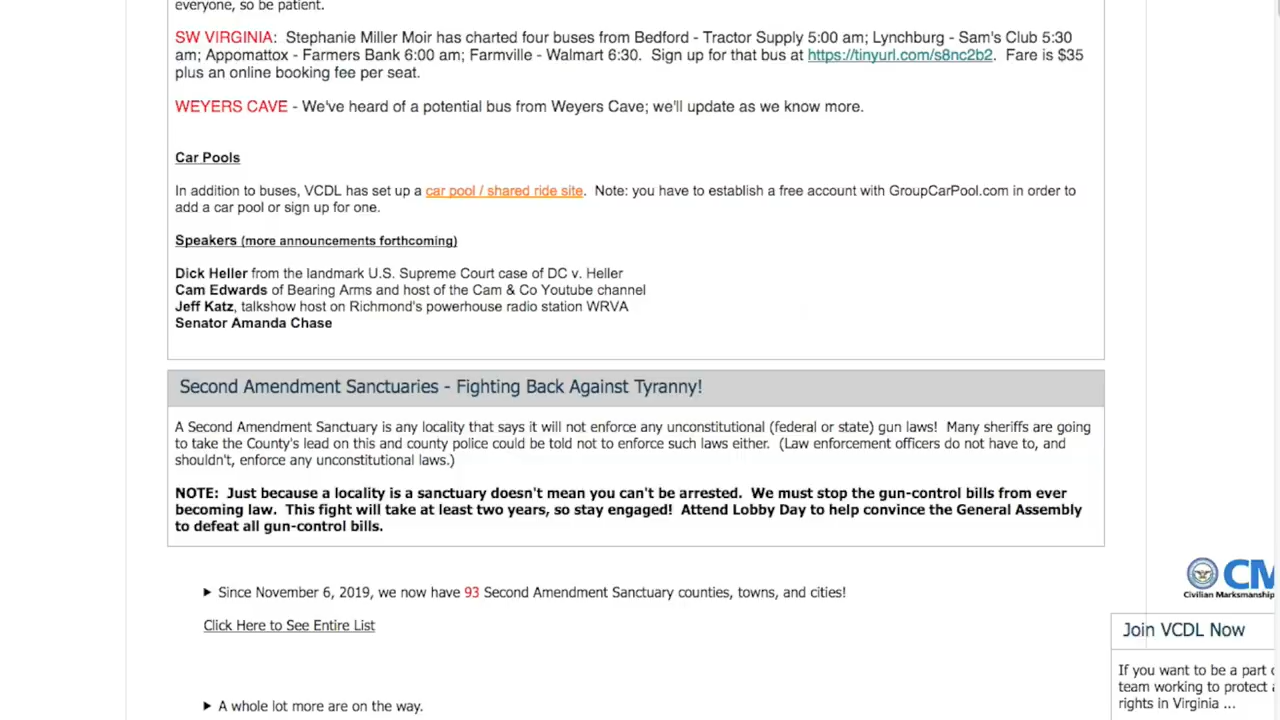 everyone, so be patient.
SW VIRGINIA:  Stephanie Miller Moir has charted four buses from Bedford - Tractor Supply 5:00 am; Lynchburg - Sam's Club 5:30
am; Appomattox - Farmers Bank 6:00 am; Farmville - Walmart 6:30.  Sign up for that bus at https://tinyurl.com/s8nc2b2.  Fare is $35
plus an online booking fee per seat.
WEYERS CAVE - We've heard of a potential bus from Weyers Cave; we'll update as we know more.
Car Pools
In addition to buses, VCDL has set up a car pool / shared ride site.  Note: you have to establish a free account with GroupCarPool.com in order to
add a car pool or sign up for one.
Speakers (more announcements forthcoming)
Dick Heller from the landmark U.S. Supreme Court case of DC v. Heller
Cam Edwards of Bearing Arms and host of the Cam & Co Youtube channel
Jeff Katz, talkshow host on Richmond's powerhouse radio station WRVA
Senator Amanda Chase
Second Amendment Sanctuaries - Fighting Back Against Tyranny!
A Second Amendment Sanctuary is any locality that says it will not enforce any unconstitutional (federal or state) gun laws!  Many sheriffs are going
to take the County's lead on this and county police could be told not to enforce such laws either.  (Law enforcement officers do not have to, and
shouldn't, enforce any unconstitutional laws.)
NOTE:  Just because a locality is a sanctuary doesn't mean you can't be arrested.  We must stop the gun-control bills from ever
becoming law.  This fight will take at least two years, so stay engaged!  Attend Lobby Day to help convince the General Assembly
to defeat all gun-control bills.
Since November 6, 2019, we now have 93 Second Amendment Sanctuary counties, towns, and cities!
Click Here to See Entire List
A whole lot more are on the way.
CM
Civilian Marksmanship
Join VCDL Now
If you want to be a part
team working to protect
rights in Virginia ...